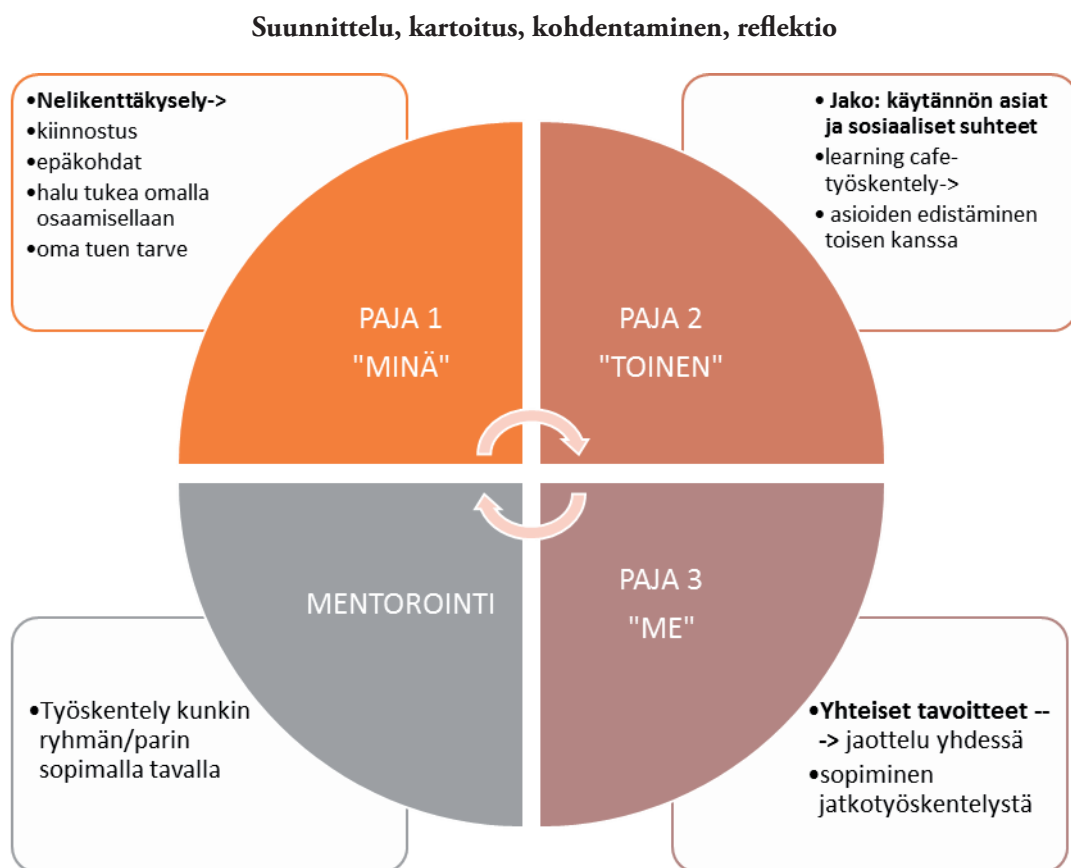 Suunnittelu, kartoitus, kohdentaminen, reflektio
•Nelikenttäkysely->
•kiinnostus
•epäkohdat
•halu tukea omalla
osaamisellaan
•oma tuen tarve
• Jako: käytännön asiat
ja sosiaaliset suhteet
•learning cafe-
työskentely->
• asioiden edistäminen
toisen kanssa
PAJA 1
"MINÄ"
PAJA 2
"TOINEN"
MENTOROINTI
PAJA 3
"ME"
•Työskentely kunkin
ryhmän/parin
sopimalla tavalla
•Yhteiset tavoitteet --
-> jaottelu yhdessä
•sopiminen
jatkotyöskentelystä